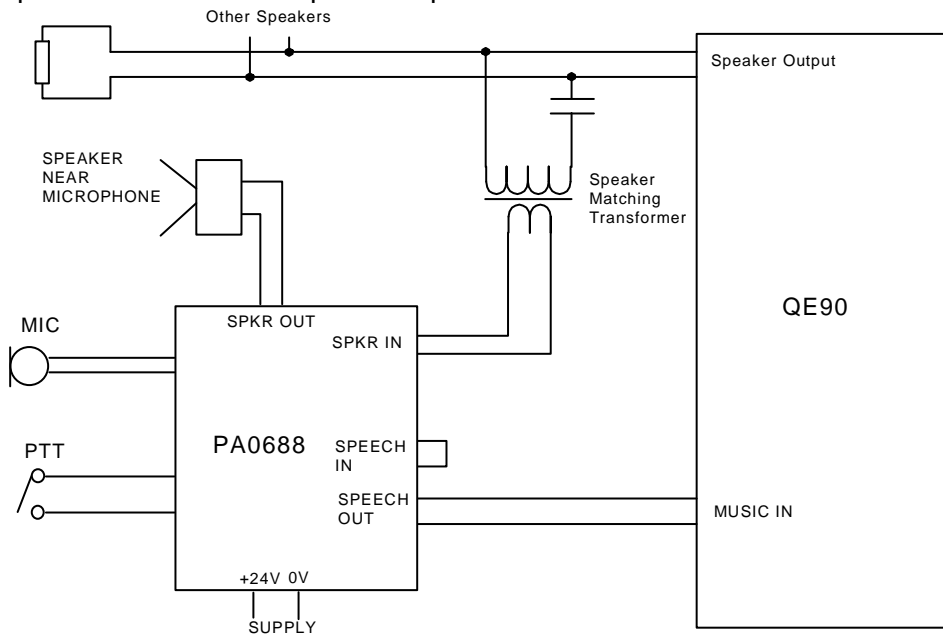 Other Speakers
Speaker Output
SPEAKER
NEAR
MICROPHONE
Speaker
Matching
Transformer
QE90
SPKR OUT
MIC
SPKR IN
PTT
PA0688
SPEECH
IN
SPEECH
OUT
MUSIC IN
+24V 0V
SUPPLY